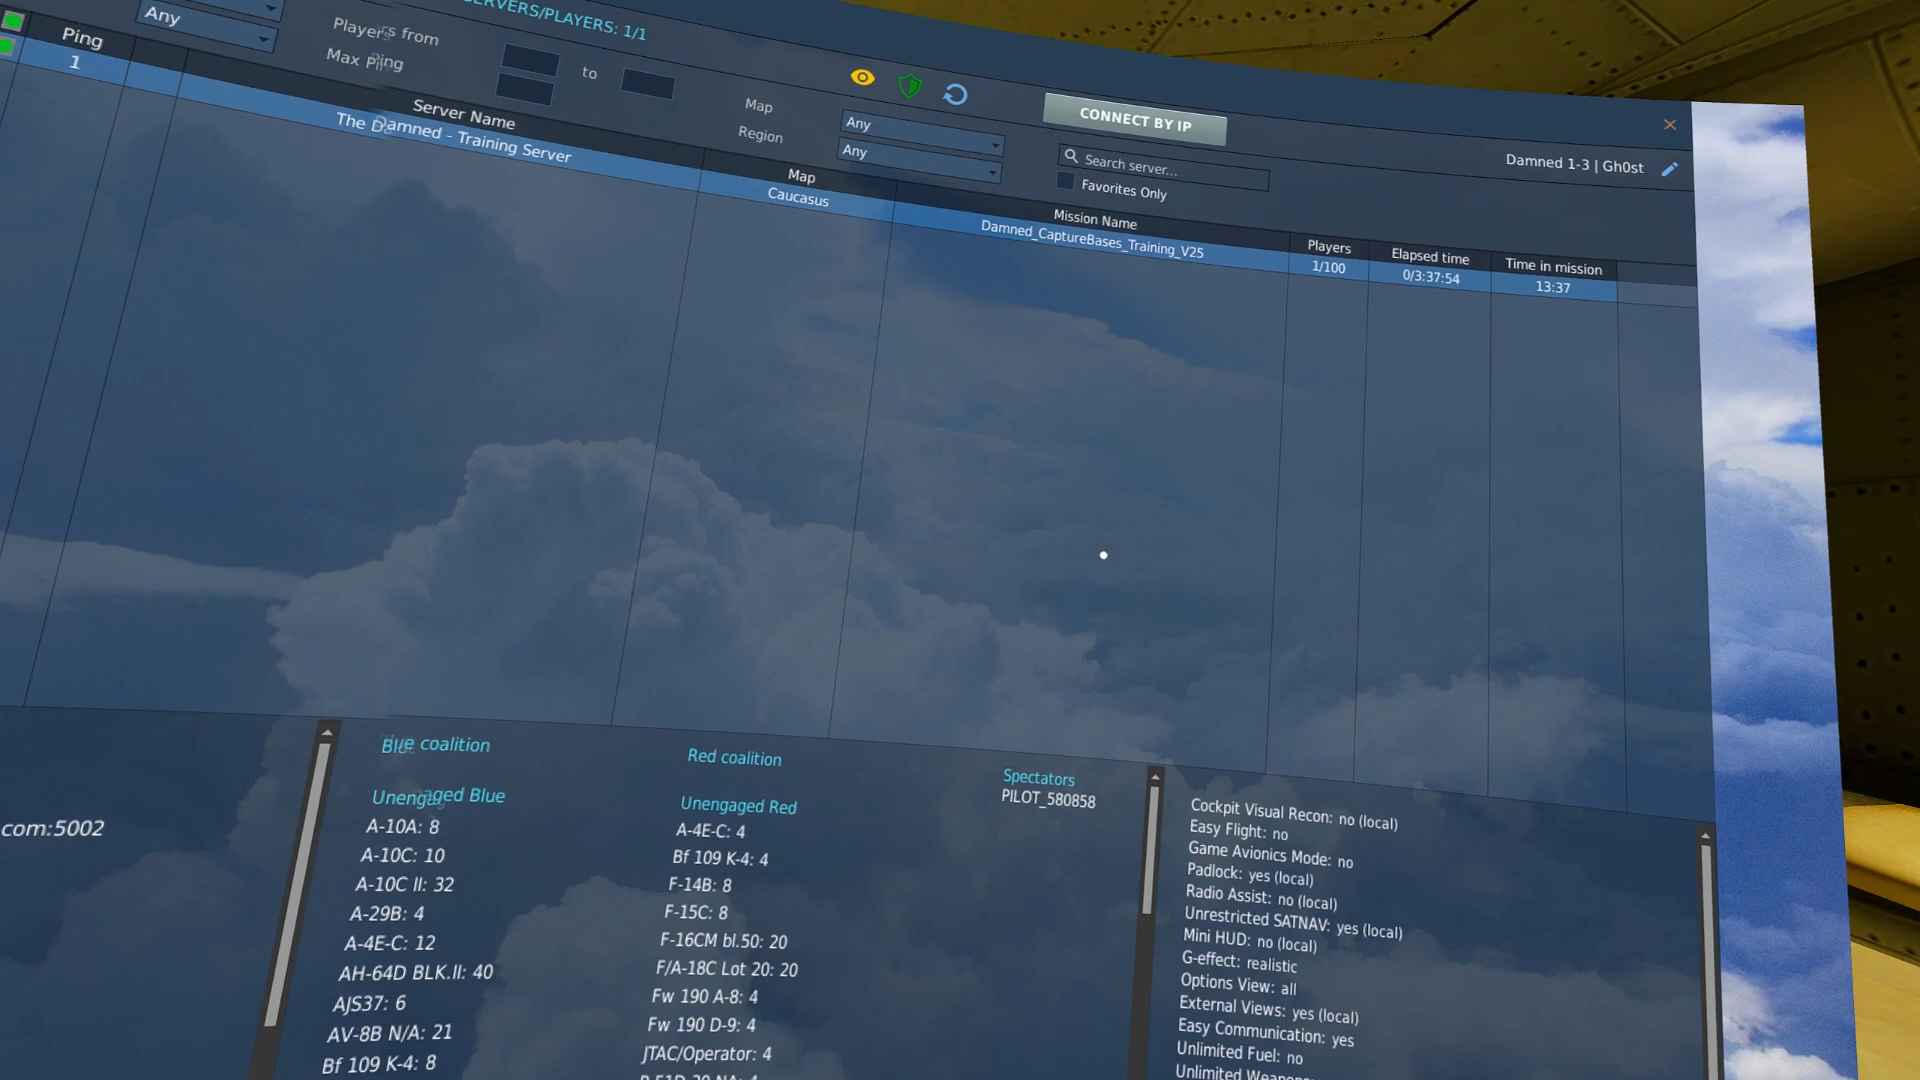 SERVERS/PLAYERS: 1/1
Any
Players from
to
Max Ping
Map
Any
Region
Any
CONNECT BY IP
Search server...
Favorites Only
Damned 1-3 | Gh0st
Ping
Server Name
Map
Mission Name
Players
Elapsed time
Time in mission
1
The Damned - Training Server
Caucasus
Damned_CaptureBases_Training_V25
1/100
0/3:37:54
13:37
com:5002
Blue coalition
Unengaged Blue
A-10A: 8
A-10C: 10
A-10C II: 32
A-29B: 4
A-4E-C: 12
AH-64D BLK.II: 40
AJS37: 6
AV-8B N/A: 21
Bf 109 K-4: 8
Red coalition
Unengaged Red
A-4E-C: 4
Bf 109 K-4: 4
F-14B: 8
F-15C: 8
F-16CM bl.50: 20
F/A-18C Lot 20: 20
Fw 190 A-8: 4
Fw 190 D-9: 4
JTAC/Operator: 4
Spectators
PILOT_580858
Cockpit Visual Recon: no (local)
Easy Flight: no
Game Avionics Mode: no
Padlock: yes (local)
Radio Assist: no (local)
Unrestricted SATNAV: yes (local)
Mini HUD: no (local)
G-effect: realistic
Options View: all
External Views: yes (local)
Easy Communication: yes
Unlimited Fuel: no
Unlimited